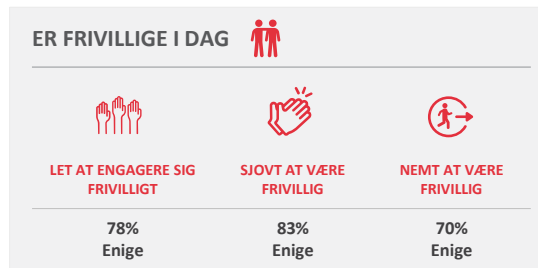 ER FRIVILLIGE I DAG
LET AT ENGAGERE SIG
FRIVILLIGT
SJOVT AT VÆRE
FRIVILLIG
NEMT AT VÆRE
FRIVILLIG
78%
Enige
83%
Enige
70%
Enige